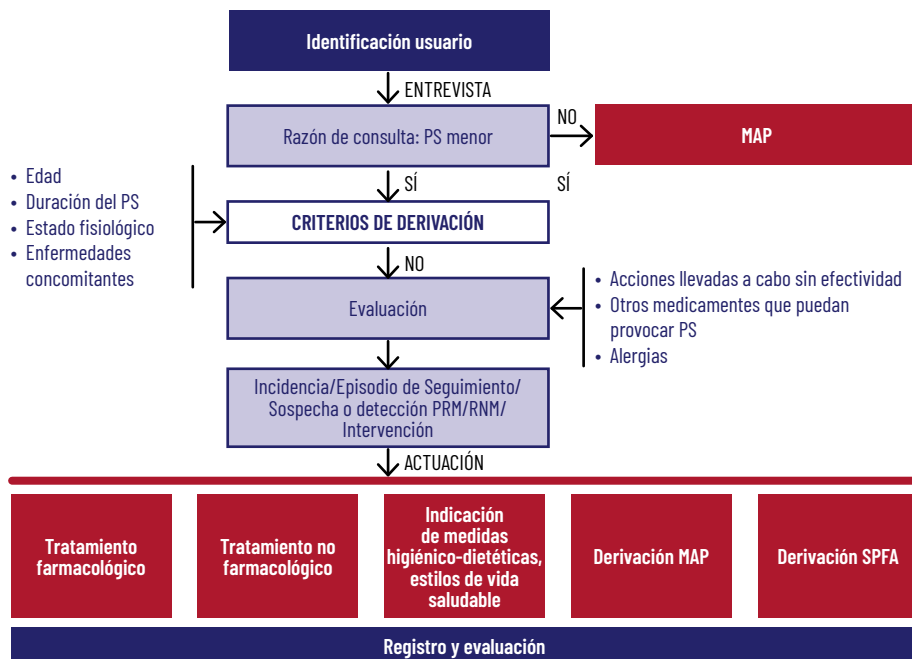 Identificación usuario
ENTREVISTA
Razón de consulta: PS menor
NO
MAP
SÍ
SÍ
• Edad
• Duración del PS
• Estado fisiológico
• Enfermedades
concomitantes
CRITERIOS DE DERIVACIÓN
NO
Evaluación
• Acciones llevadas a cabo sin efectividad
• Otros medicamentes que puedan
provocar PS
• Alergias
Incidencia/Episodio de Seguimiento/
Sospecha o detección PRM/RNM/
Intervención
ACTUACIÓN
Tratamiento
farmacológico
Tratamiento no
farmacológico
Indicación
de medidas
higiénico-dietéticas,
estilos de vida
saludable
Derivación MAP
Derivación SPFA
Registro y evaluación